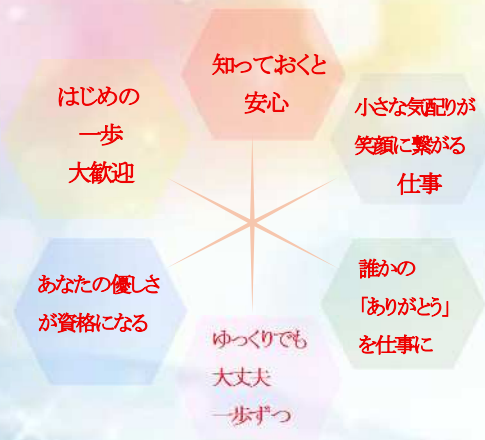 知っておくと
安心
はじめの
一歩
大歓迎
小さな気配りが
笑顔に繋がる
仕事
あなたの優しさ
が資格になる
誰かの
「ありがとう」
を仕事に
ゆっくりでも
大丈夫
一歩ずつ